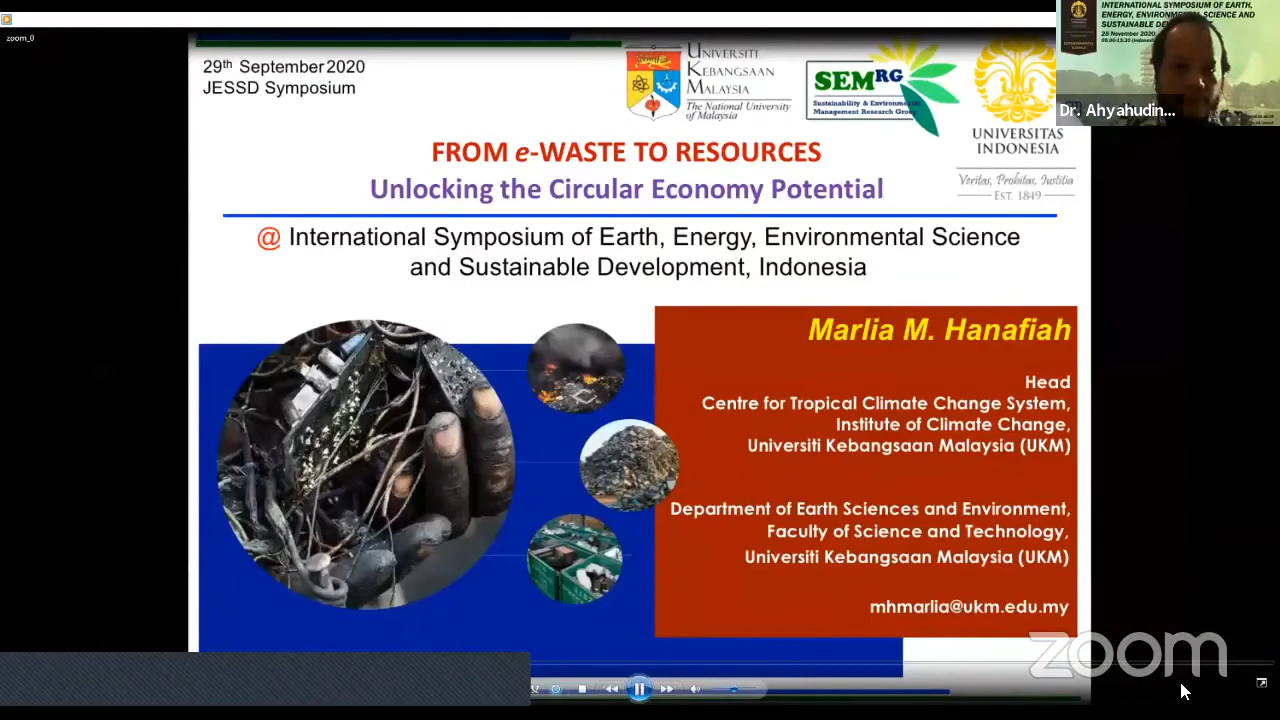 zoom_0
29th September 2020
JESSD Symposium
UNIVERSITI
KEBANGSAAN
MALAYSIA
The National University
of Malaysia
SEMRG
Sustainability & Environmental
Management Research Group
UNIVERSITAS
INDONESIA
Veritas, Probitas, Iustitia
EST. 1849
INTERNATIONAL SYMPOSIUM OF EARTH,
ENERGY, ENVIRONMENTAL SCIENCE AND
SUSTAINABLE DE
28 November 2020
Dr. Ahyahudin...
FROM e-WASTE TO RESOURCES
Unlocking the Circular Economy Potential
@ International Symposium of Earth, Energy, Environmental Science
and Sustainable Development, Indonesia
Marlia M. Hanafiah
Head
Centre for Tropical Climate Change System,
Institute of Climate Change,
Universiti Kebangsaan Malaysia (UKM)
Department of Earth Sciences and Environment,
Faculty of Science and Technology,
Universiti Kebangsaan Malaysia (UKM)
mhmarlia@ukm.edu.my
zoom